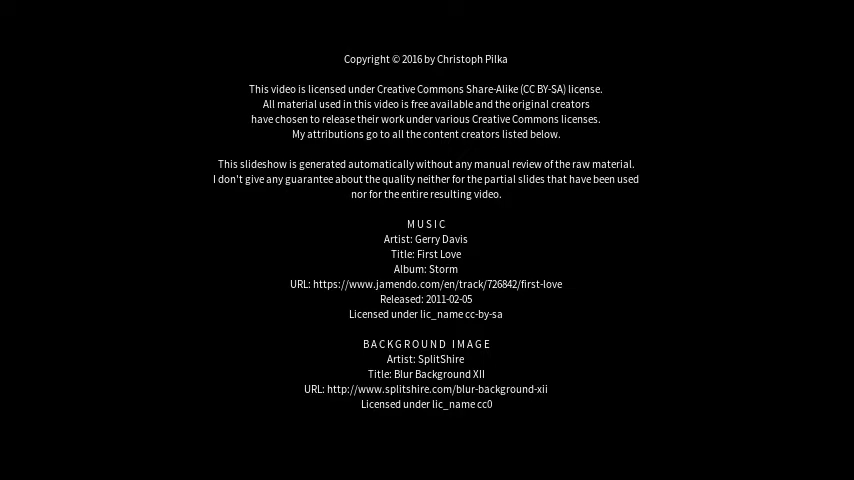 Copyright © 2016 by Christoph Pilka
This video is licensed under Creative Commons Share-Alike (CC BY-SA) license.
All material used in this video is free available and the original creators
have chosen to release their work under various Creative Commons licenses.
My attributions go to all the content creators listed below.
This slideshow is generated automatically without any manual review of the raw material.
I don't give any guarantee about the quality neither for the partial slides that have been used
nor for the entire resulting video.
MUSIC
Artist: Gerry Davis
Title: First Love
Album: Storm
URL: https://www.jamendo.com/en/track/726842/first-love
Released: 2011-02-05
Licensed under lic_name cc-by-sa
BACKGROUND IMAGE
Artist: SplitShire
Title: Blur Background XII
URL: http://www.splitshire.com/blur-background-xii
Licensed under lic_name cc0